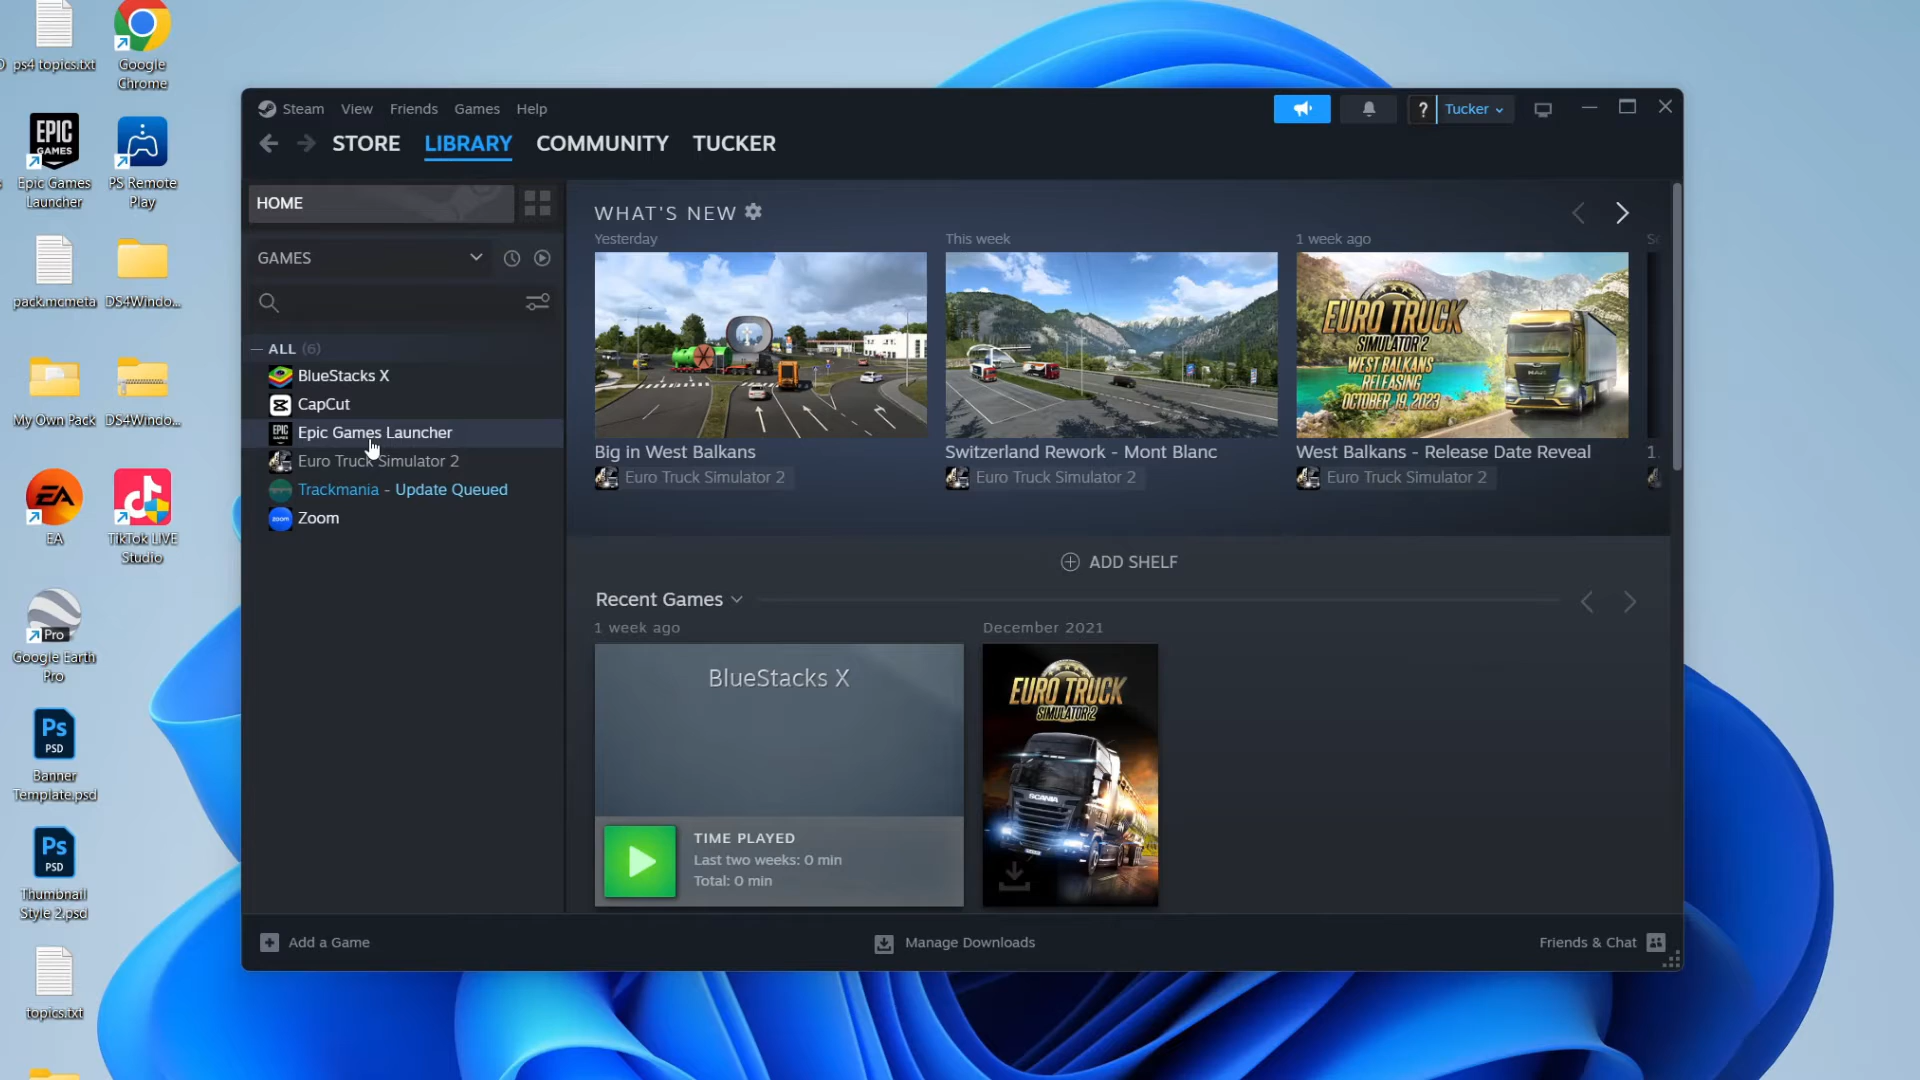 ps4 topics.txt
Google
Chrome
EPIC
GAMES
Epic Games
Launcher
PS Remote
Play
pack.mcmeta
DS4Windo...
My Own Pack
DS4Windo...
EA
EA
TikTok LIVE
Studio
Pro
Google Earth
Pro
Ps
PSD
Banner
Template.psd
Ps
PSD
Thumbnail
Style 2.psd
topics.txt
Steam View Friends Games Help
? Tucker
STORE LIBRARY COMMUNITY TUCKER
HOME
GAMES
ALL (6)
BlueStacks X
CapCut
Epic Games Launcher
Euro Truck Simulator 2
Trackmania - Update Queued
Zoom
WHAT'S NEW
Yesterday
This week
1 week ago
EURO TRUCK
SIMULATOR 2
WEST BALKANS
RELEASING
OCTOBER 19, 2023
Big in West Balkans
Euro Truck Simulator 2
Switzerland Rework - Mont Blanc
Euro Truck Simulator 2
West Balkans - Release Date Reveal
Euro Truck Simulator 2
ADD SHELF
Recent Games
1 week ago
December 2021
BlueStacks X
TIME PLAYED
Last two weeks: 0 min
Total: 0 min
EURO TRUCK
SIMULATOR 2
SCANIA
Add a Game
Manage Downloads
Friends & Chat